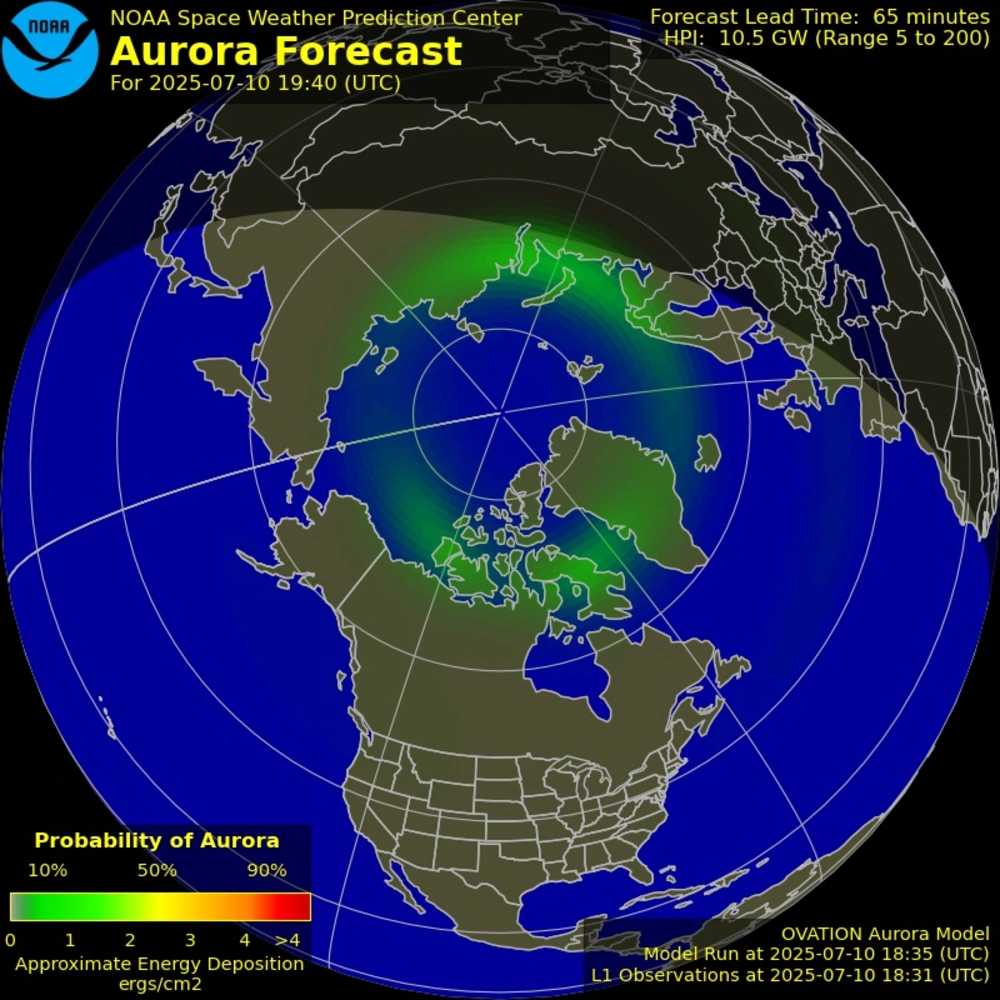 NOAA
NOAA Space Weather Prediction Center
Aurora Forecast
For 2025-07-10 19:40 (UTC)
Forecast Lead Time: 65 minutes
HPI: 10.5 GW (Range 5 to 200)
Probability of Aurora
10% 50% 90%
0 1 2 3 4 >4
Approximate Energy Deposition
ergs/cm2
OVATION Aurora Model
Model Run at 2025-07-10 18:35 (UTC)
L1 Observations at 2025-07-10 18:31 (UTC)